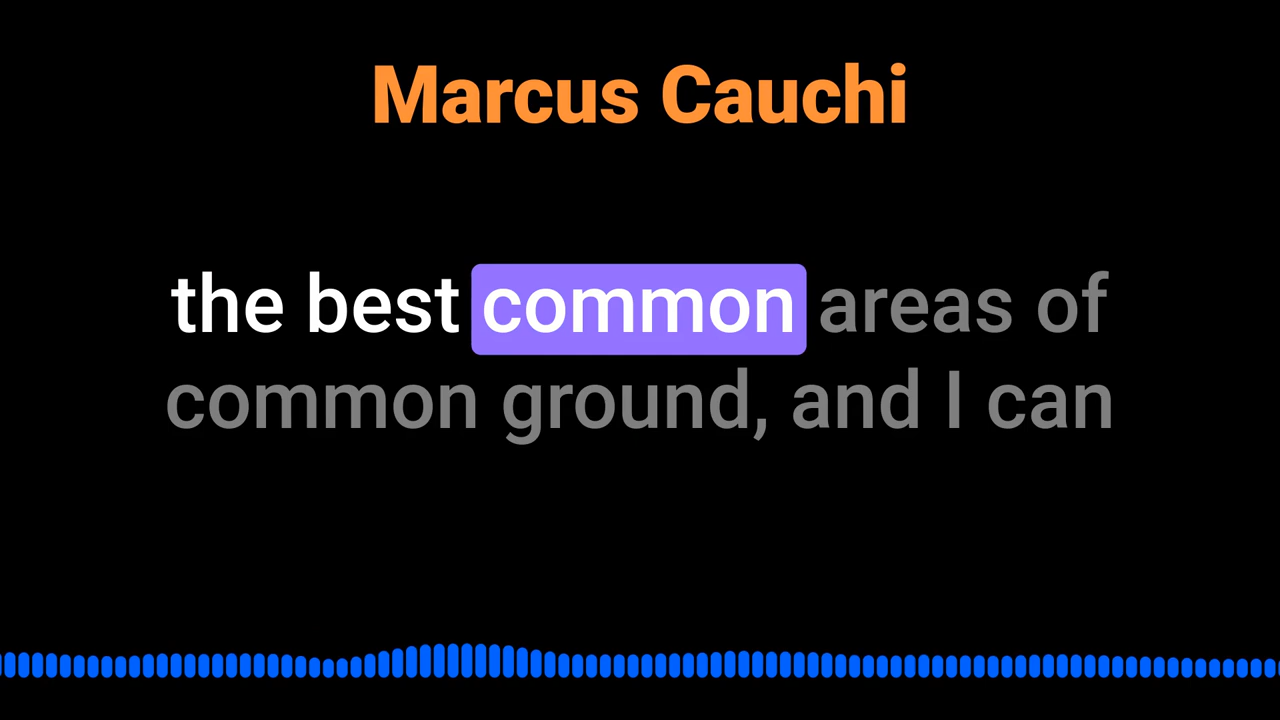 Marcus Cauchi
the best common areas of
common ground, and I can